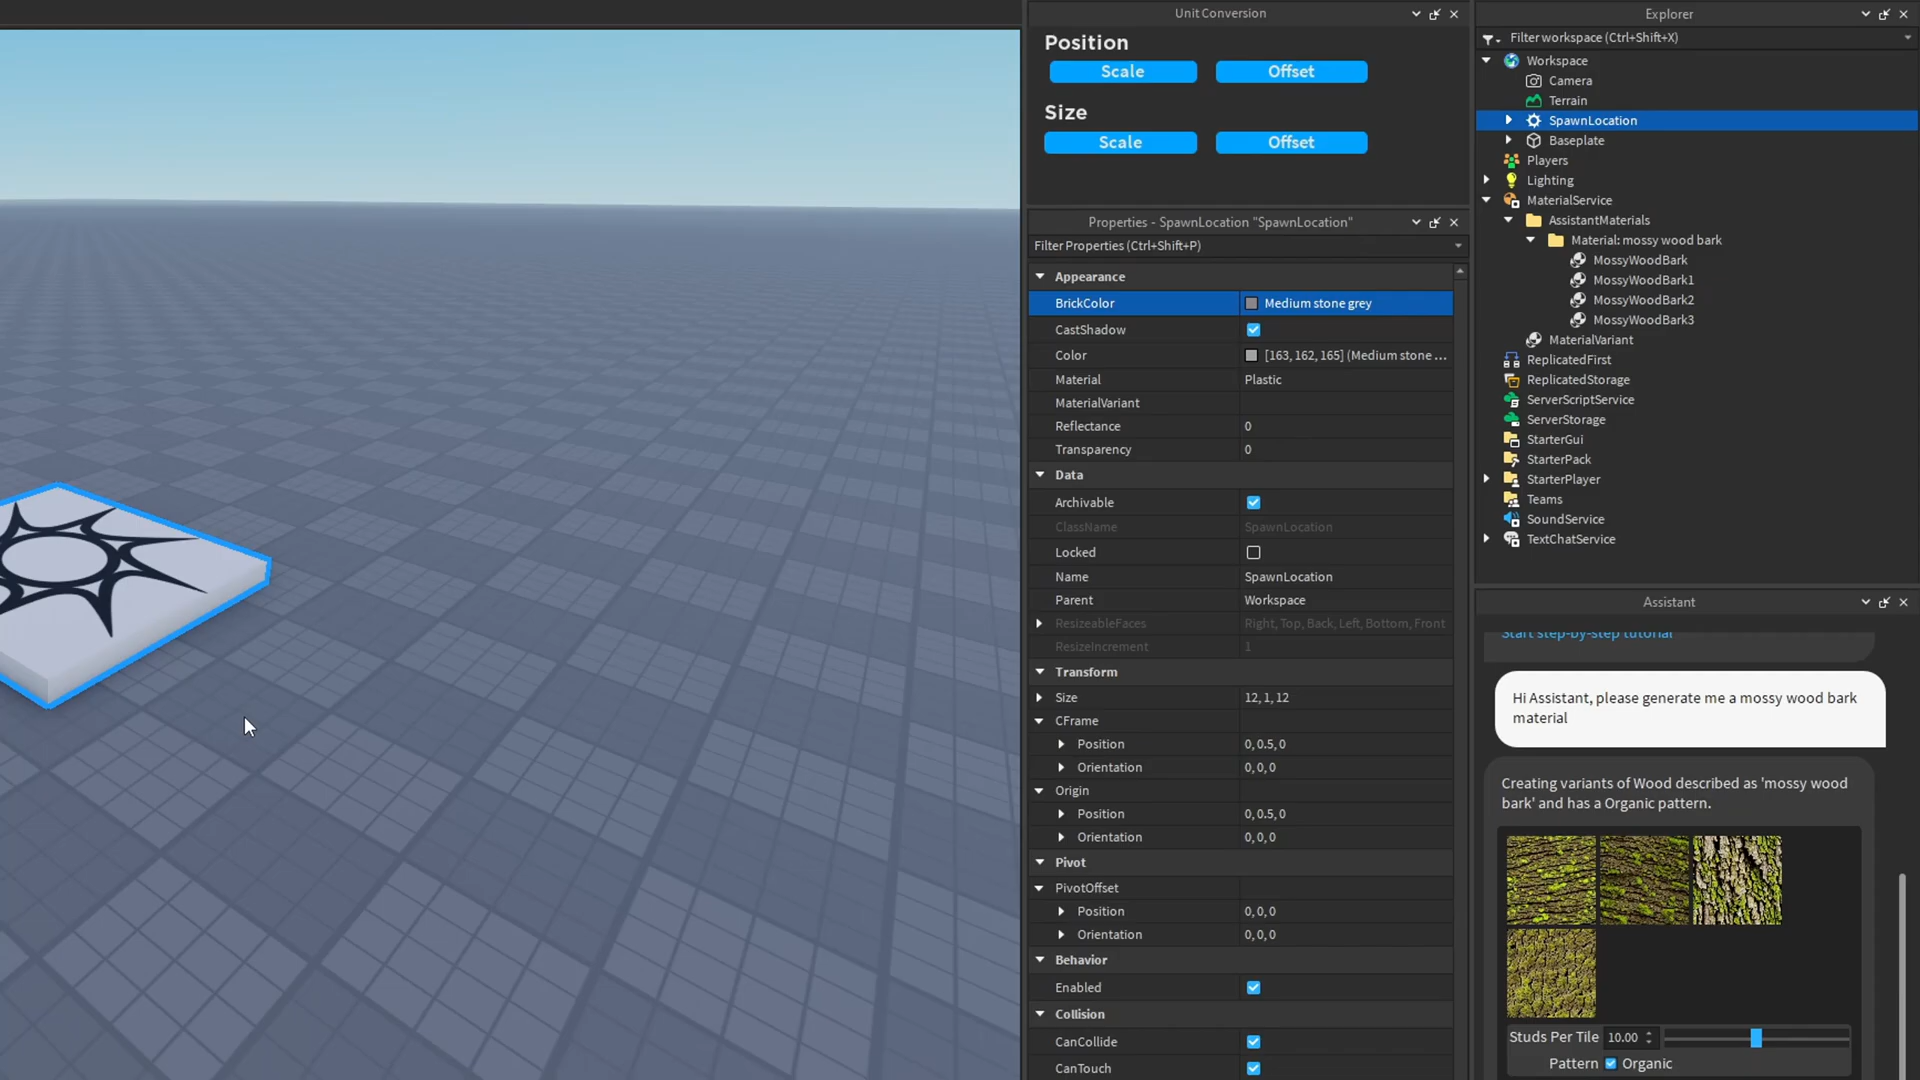 Unit Conversion
Position
Scale Offset
Size
Scale Offset
Properties - SpawnLocation "SpawnLocation"
Filter Properties (Ctrl+Shift+P)
Appearance
BrickColor Medium stone grey
CastShadow
Color [163, 162, 165] (Medium stone ...
Material Plastic
MaterialVariant
Reflectance 0
Transparency 0
Data
Archivable
ClassName SpawnLocation
Locked
Name SpawnLocation
Parent Workspace
ResizeableFaces Right, Top, Back, Left, Bottom, Front
ResizeIncrement 1
Transform
Size 12, 1, 12
CFrame
Position 0, 0.5, 0
Orientation 0, 0, 0
Origin
Position 0, 0.5, 0
Orientation 0, 0, 0
Pivot
PivotOffset
Position 0, 0, 0
Orientation 0, 0, 0
Behavior
Enabled
Collision
CanCollide
CanTouch
Explorer
Filter workspace (Ctrl+Shift+X)
Workspace
Camera
Terrain
SpawnLocation
Baseplate
Players
Lighting
MaterialService
AssistantMaterials
Material: mossy wood bark
MossyWoodBark
MossyWoodBark1
MossyWoodBark2
MossyWoodBark3
MaterialVariant
ReplicatedFirst
ReplicatedStorage
ServerScriptService
ServerStorage
StarterGui
StarterPack
StarterPlayer
Teams
SoundService
TextChatService
Assistant
Start step-by-step tutorial
Hi Assistant, please generate me a mossy wood bark
material
Creating variants of Wood described as 'mossy wood
bark' and has a Organic pattern.
Studs Per Tile 10.00
Pattern Organic